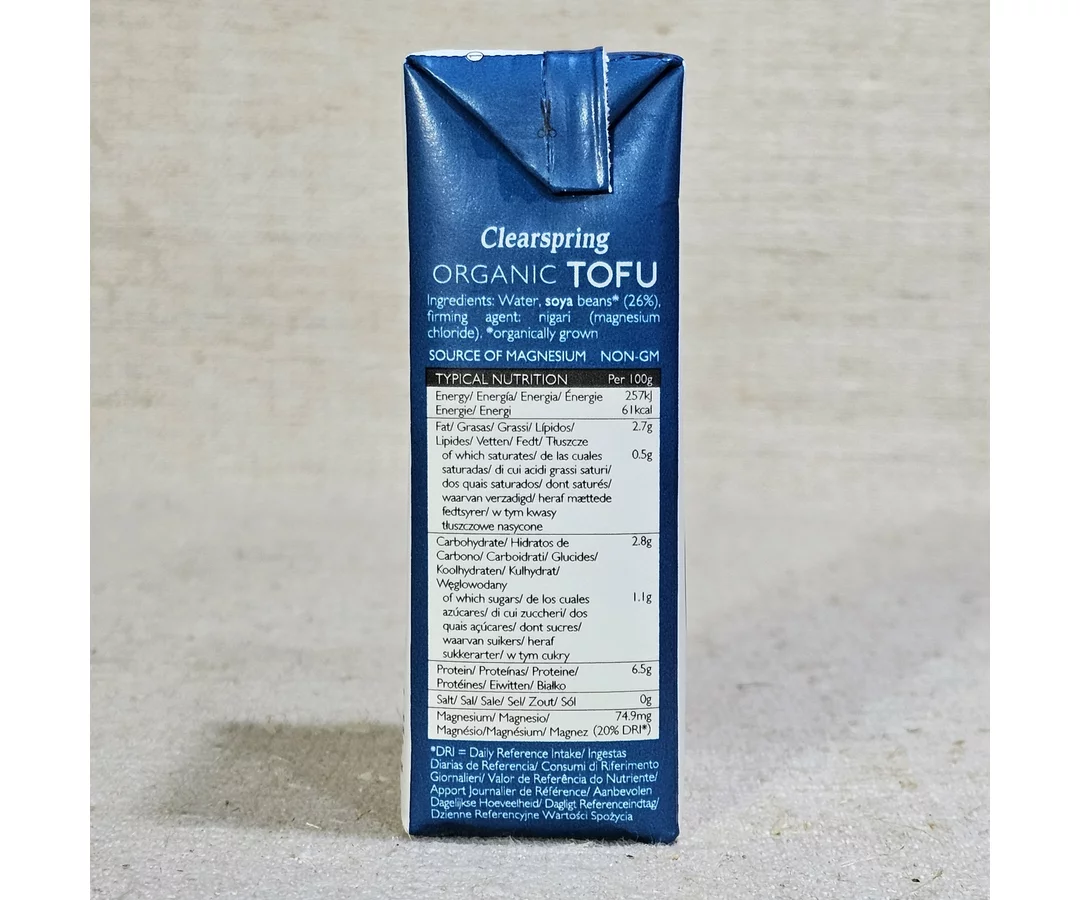 Clearspring
ORGANIC TOFU
Ingredients: Water, soya beans* (26%),
firming agent: nigari (magnesium
chloride). *organically grown
SOURCE OF MAGNESIUM NON-GM
TYPICAL NUTRITION Per 100g
Energy/ Energía/ Energia/ Énergie 257kJ
Energie/ Energi 61kcal
Fat/ Grasas/ Grassi/ Lípidos/ 2.7g
Lipides/ Vetten/ Fedt/ Tłuszcze
of which saturates/ de las cuales 0.5g
saturadas/ di cui acidi grassi saturi/
dos quais saturados/ dont saturés/
waarvan verzadigd/ heraf mættede
fedtsyrer/ w tym kwasy
tłuszczowe nasycone
Carbohydrate/ Hidratos de 2.8g
Carbono/ Carboidrati/ Glucides/
Koolhydraten/ Kulhydrat/
Węglowodany
of which sugars/ de los cuales 1.1g
azúcares/ di cui zuccheri/ dos
quais açúcares/ dont sucres/
waarvan suikers/ heraf
sukkerarter/ w tym cukry
Protein/ Proteínas/ Proteine/ 6.5g
Protéines/ Eiwitten/ Białko
Salt/ Sal/ Sale/ Sel/ Zout/ Sól 0g
Magnesium/ Magnesio/ 74.9mg
Magnésio/Magnésium/ Magnez (20% DRI*)
*DRI = Daily Reference Intake/ Ingestas
Diarias de Referencia/ Consumi di Riferimento
Giornalieri/ Valor de Referência do Nutriente/
Apport Journalier de Référence/ Aanbevolen
Dagelijkse Hoeveelheid/ Dagligt Referenceindtag/
Dzienne Referencyjne Wartości Spożycia